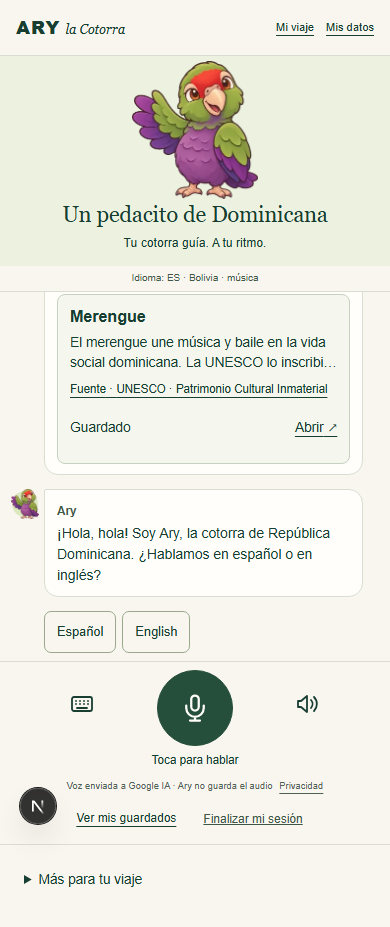 ARY la Cotorra
Mi viaje Mis datos
Un pedacito de Dominicana
Tu cotorra guía. A tu ritmo.
Idioma: ES · Bolivia · música
Merengue
El merengue une música y baile en la vida
social dominicana. La UNESCO lo inscribi…
Fuente · UNESCO · Patrimonio Cultural Inmaterial
Guardado Abrir ↗
Ary
¡Hola, hola! Soy Ary, la cotorra de República
Dominicana. ¿Hablamos en español o en
inglés?
Español English
Toca para hablar
Voz enviada a Google IA · Ary no guarda el audio Privacidad
N
Ver mis guardados Finalizar mi sesión
Más para tu viaje